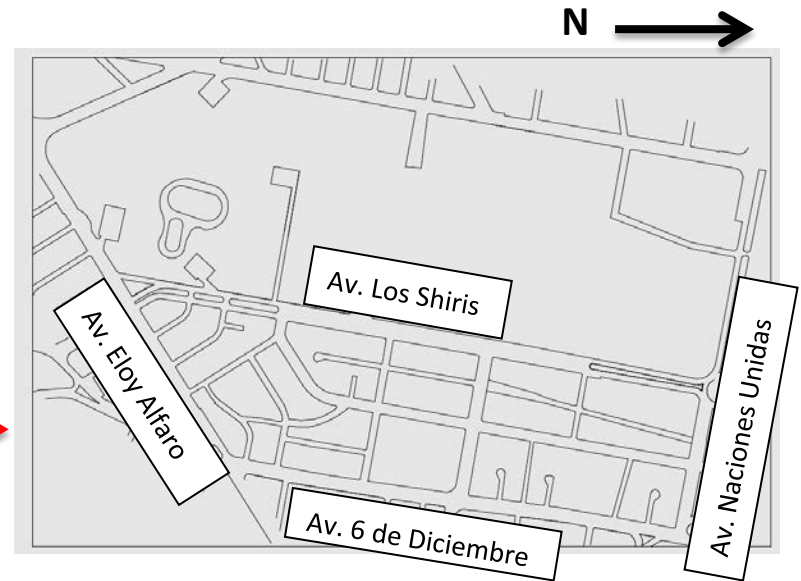 N
Av. Los Shiris
Av. Eloy Alfaro
Av. Naciones Unidas
Av. 6 de Diciembre